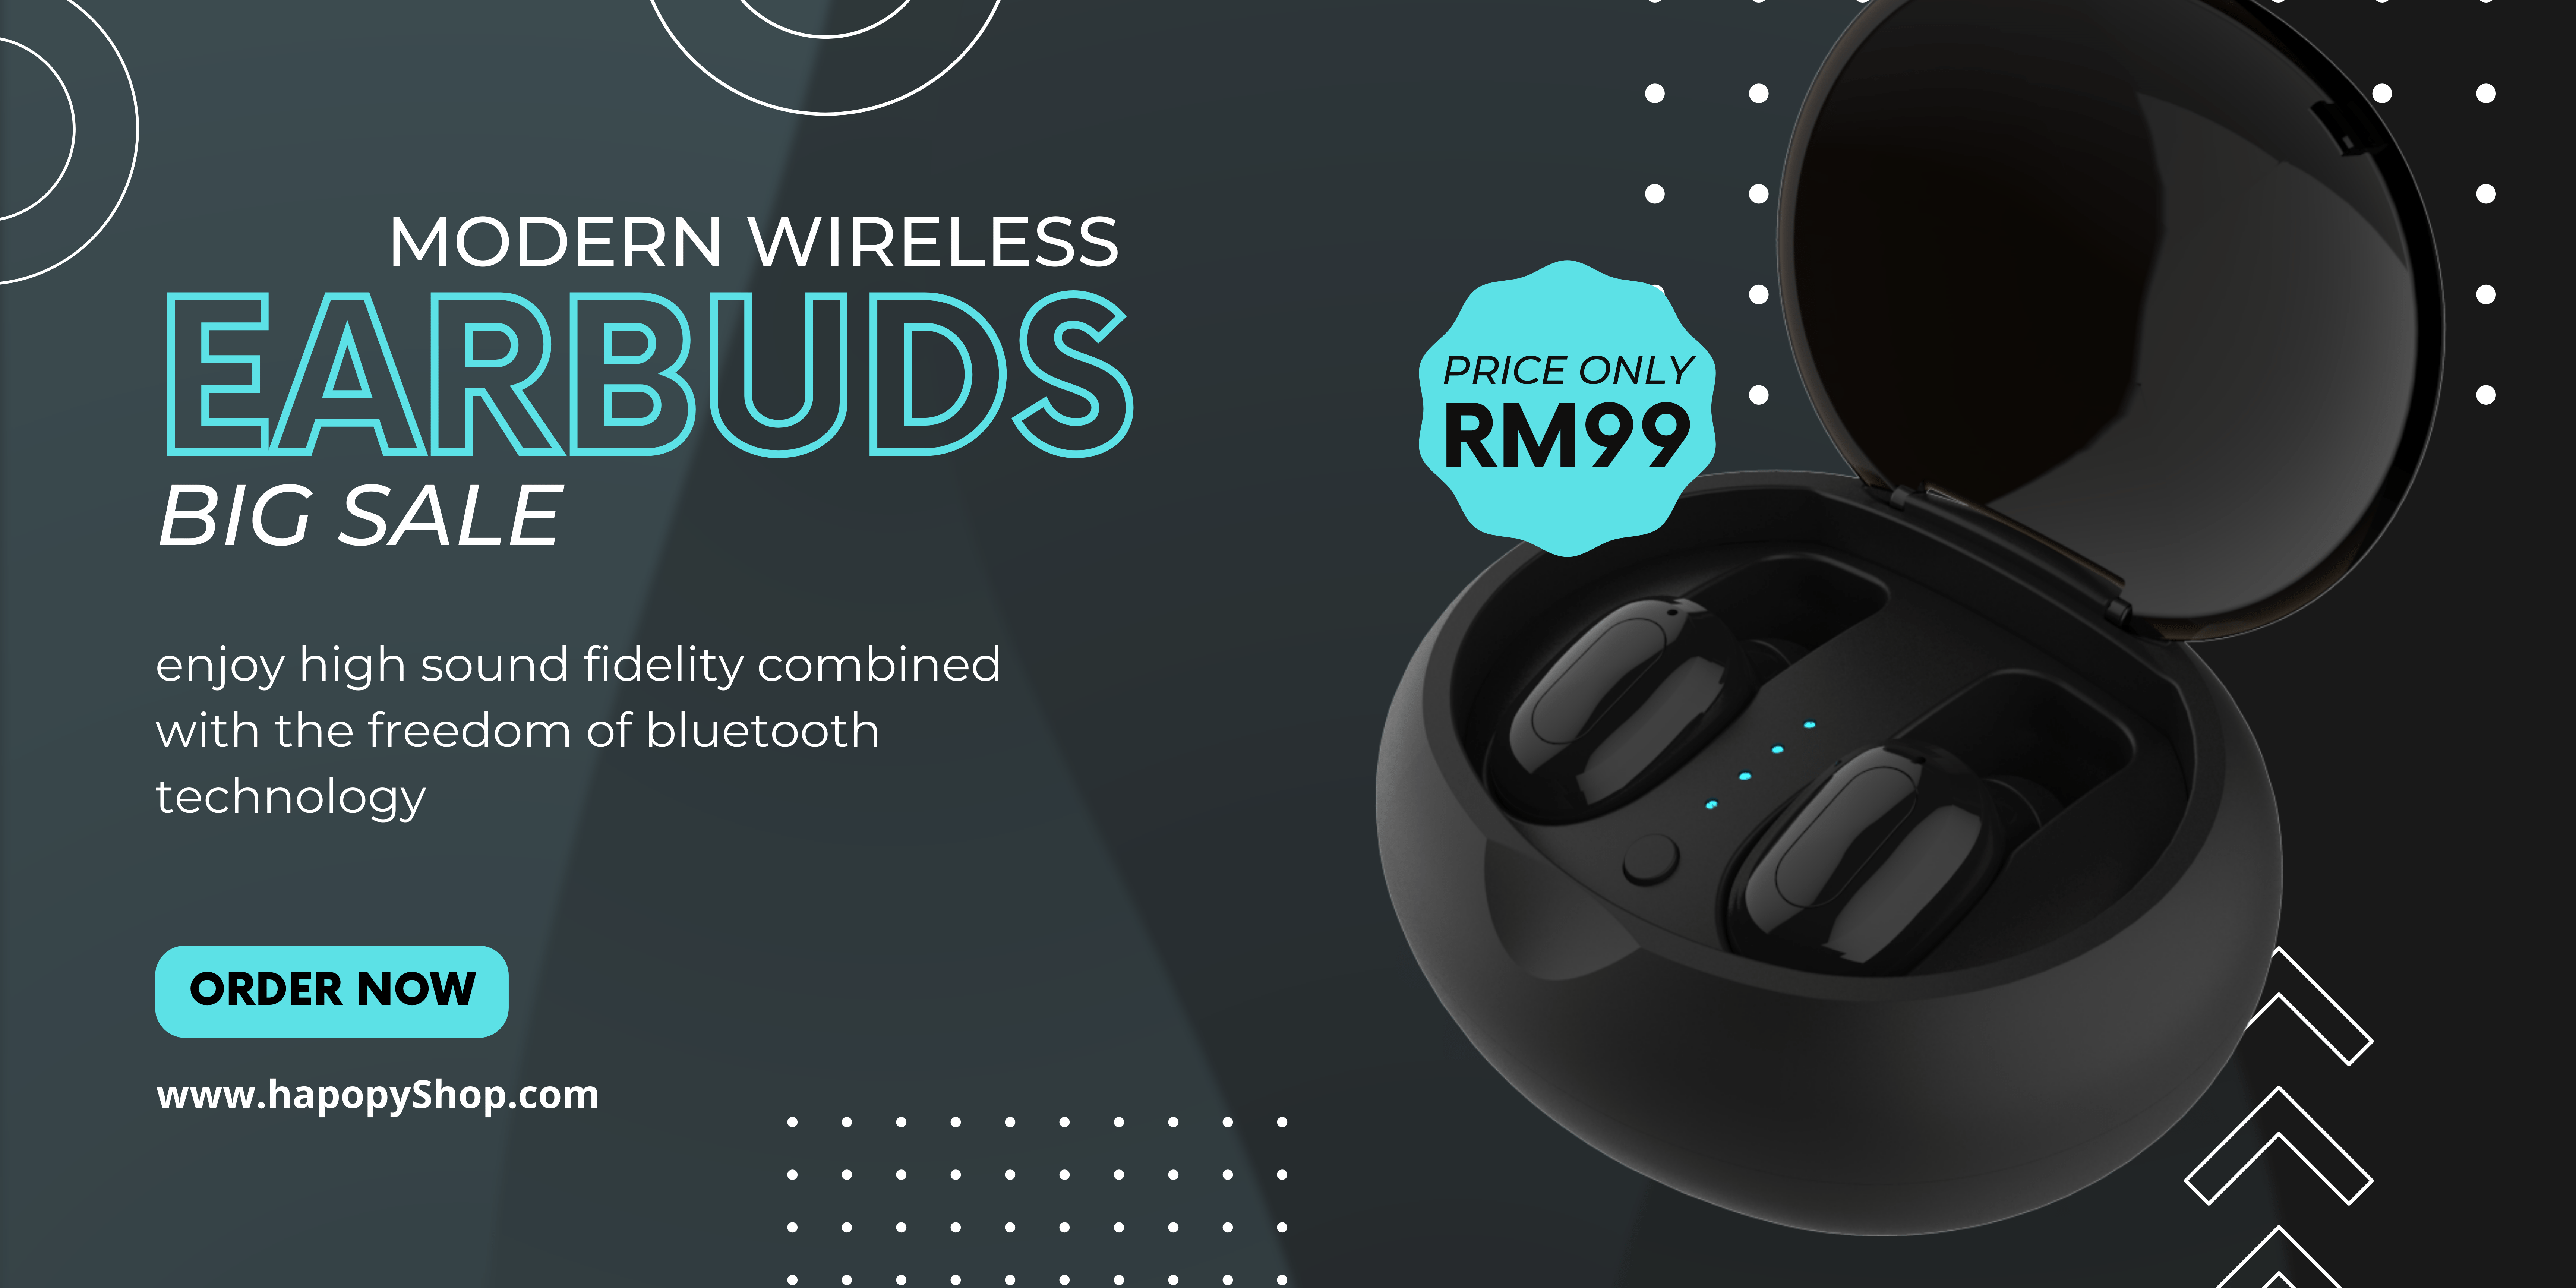 MODERN WIRELESS
EARBUDS
BIG SALE
enjoy high sound fidelity combined
with the freedom of bluetooth
technology
ORDER NOW
www.hapopyShop.com
PRICE ONLY
RM99